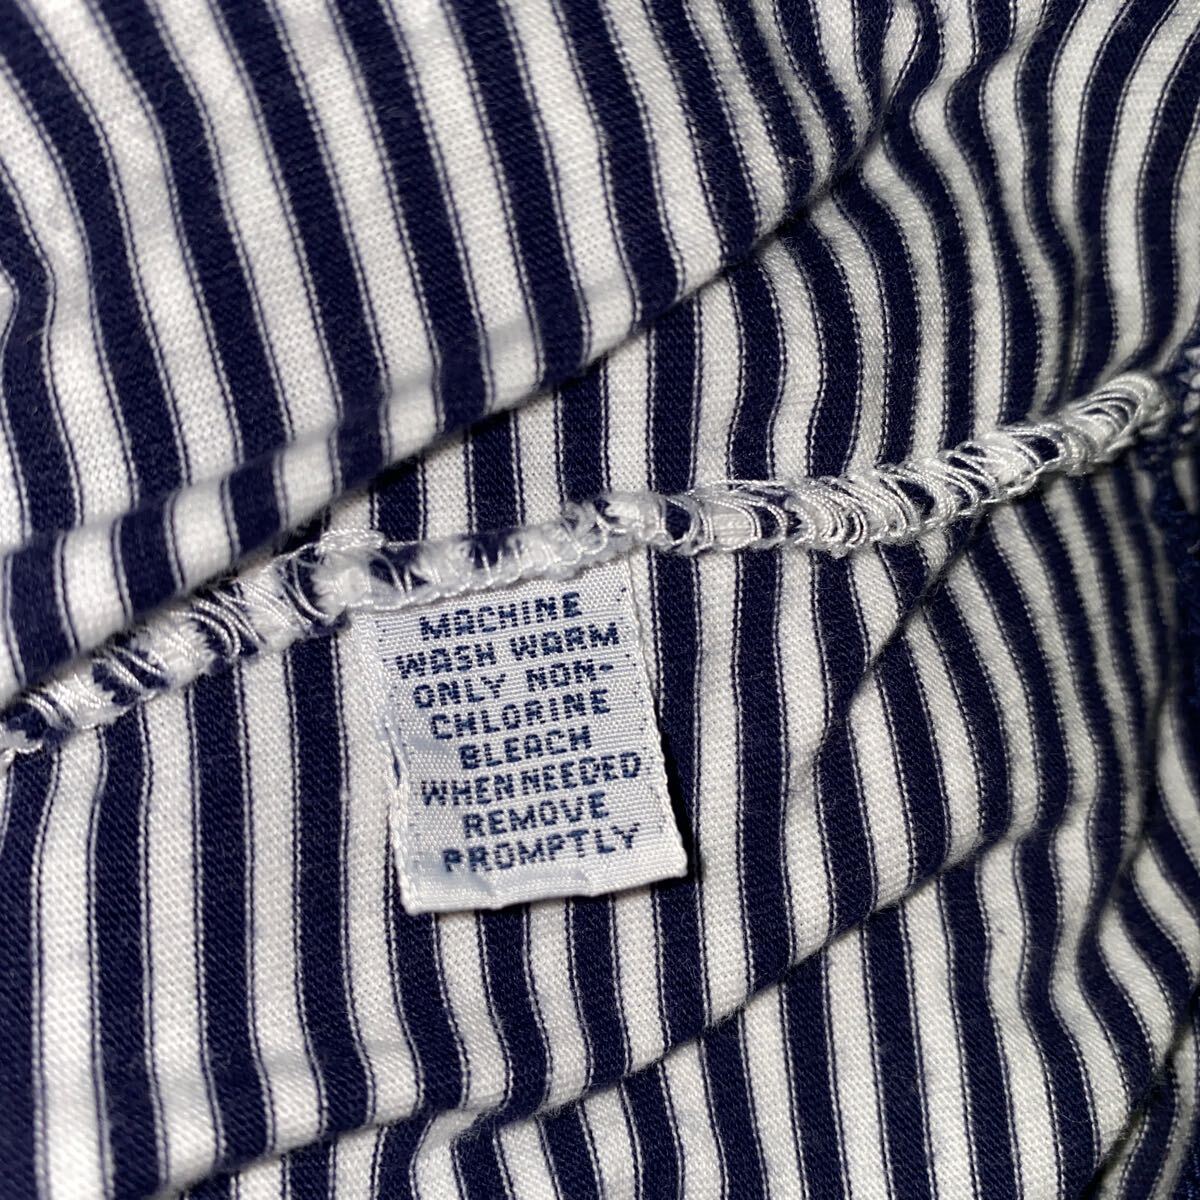 MACHINE
WASH WARM
ONLY NON-
CHLORINE
BLEACH
WHEN NEEDED
REMOVE
PROMPTLY